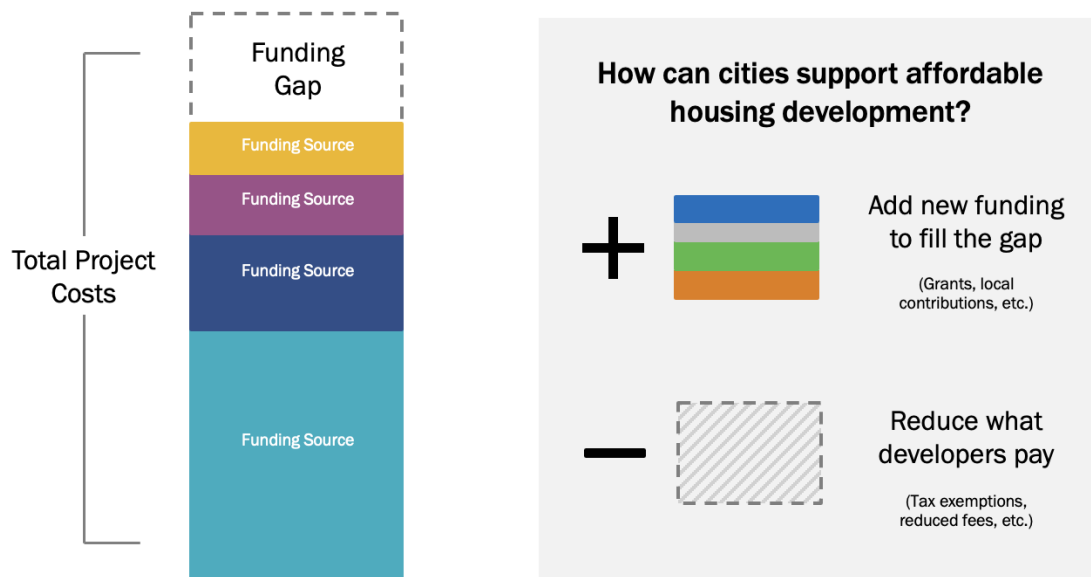 Funding
Gap
Funding Source
Funding Source
Total Project
Costs
Funding Source
Funding Source
How can cities support affordable
housing development?
Add new funding
to fill the gap
(Grants, local
contributions, etc.)
Reduce what
developers pay
(Tax exemptions,
reduced fees, etc.)